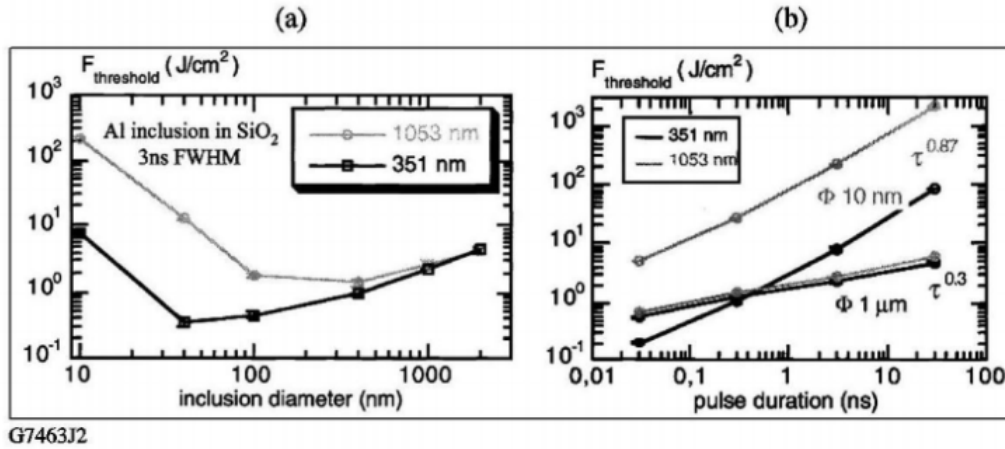 (a)
(b)
F_threshold (J/cm²)
10³
10²
10¹
10⁰
10⁻¹
Al inclusion in SiO₂
3ns FWHM
1053 nm
351 nm
10
100
1000
inclusion diameter (nm)
F_threshold (J/cm²)
10³
10²
10¹
10⁰
10⁻¹
351 nm
1053 nm
τ^0.87
Φ 10 nm
τ^0.3
Φ 1 μm
0,01
0,1
1
10
100
pulse duration (ns)
G7463J2